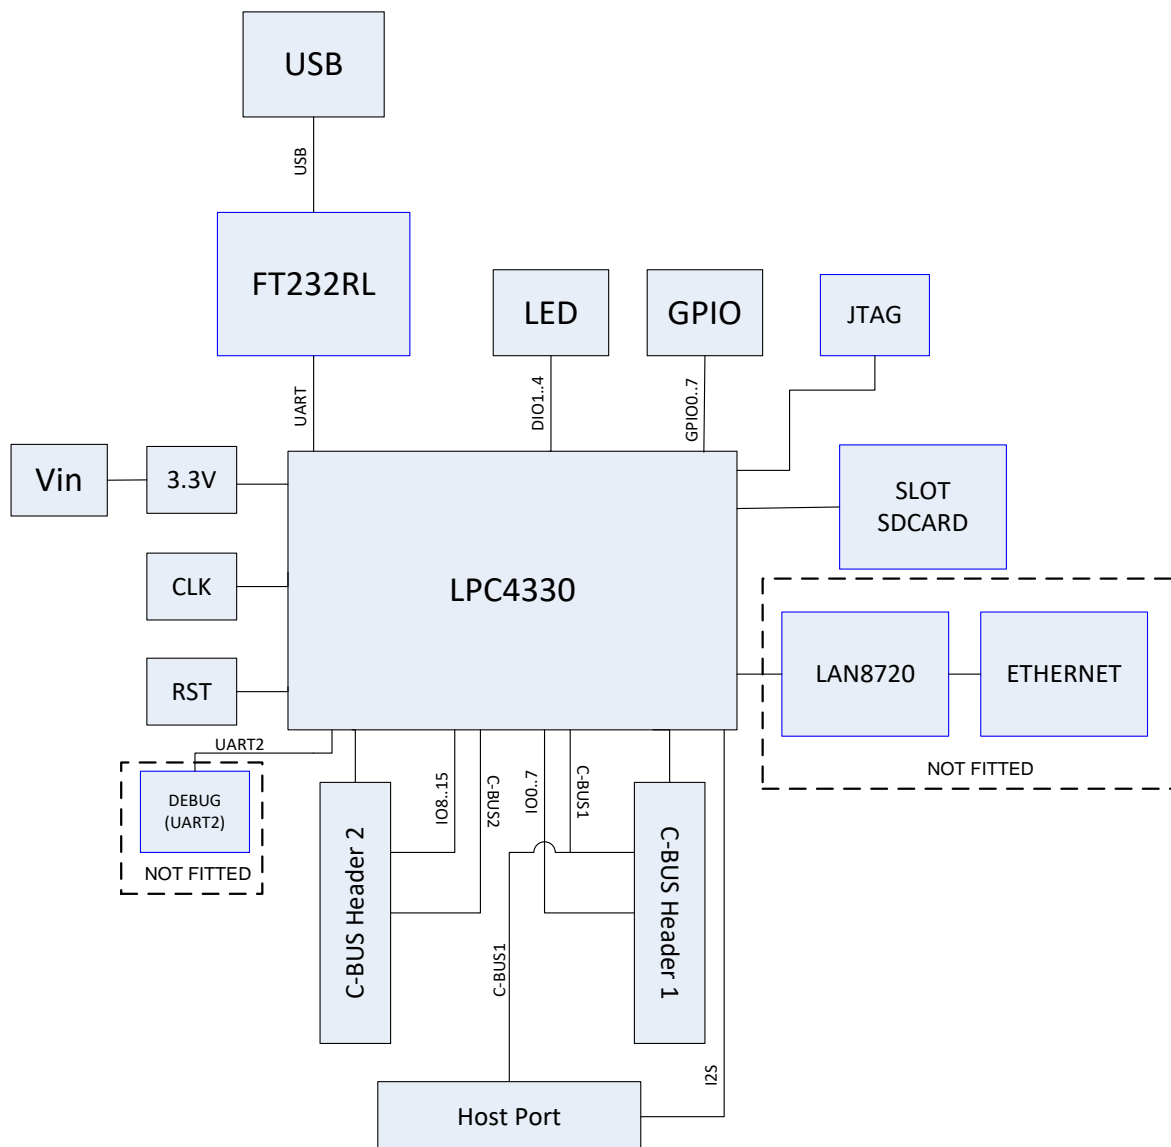 USB
USB
FT232RL
LED
GPIO
JTAG
UART
DIO1..4
GPIO0..7
Vin
3.3V
SLOT
SDCARD
CLK
LPC4330
RST
LAN8720
ETHERNET
NOT FITTED
UART2
DEBUG
(UART2)
NOT FITTED
IO8..15
C-BUS2
IO0..7
C-BUS1
C-BUS Header 2
C-BUS Header 1
C-BUS1
I2S
Host Port